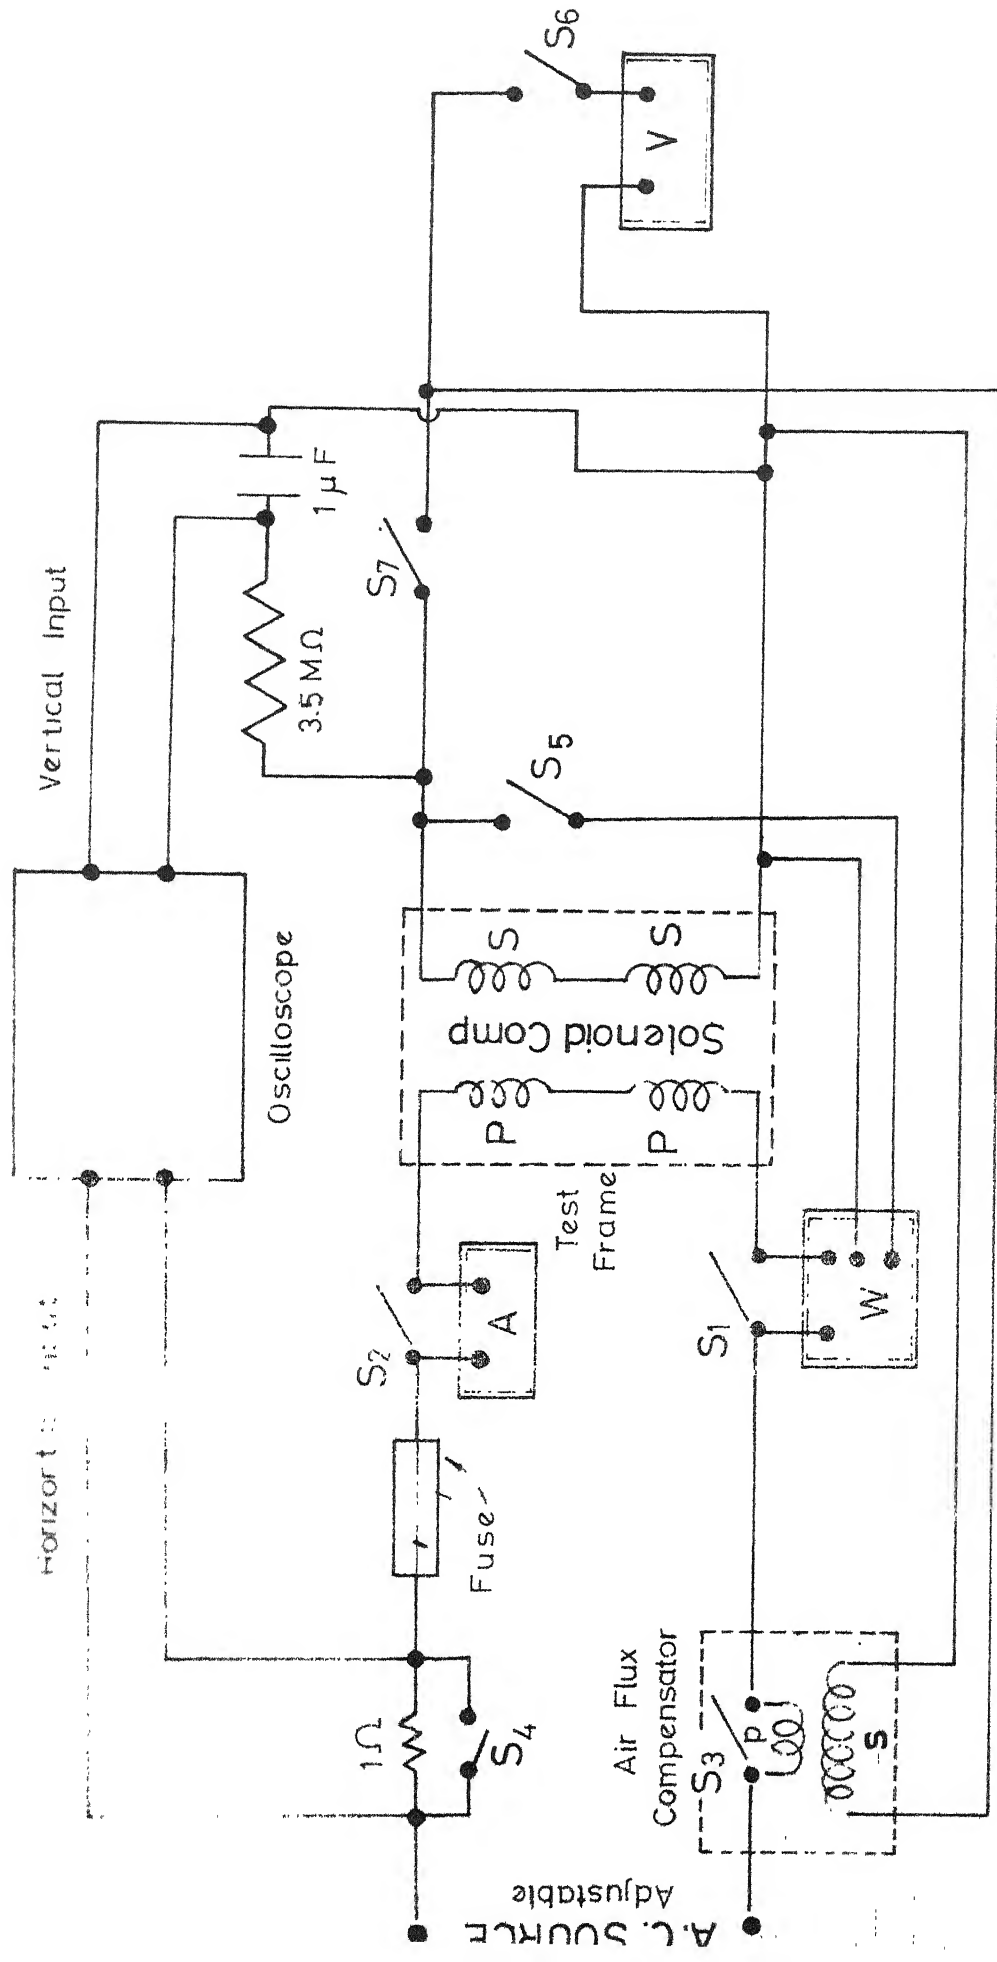 Vertical Input
Oscilloscope
1 μF
3.5 MΩ
S6
V
S7
S5
S
S
Solenoid Comp
P
P
Test
Frame
S2
A
S1
W
Fuse
1Ω
S4
Air Flux
Compensator
S3
P
S
A.C. SOURCE
Adjustable